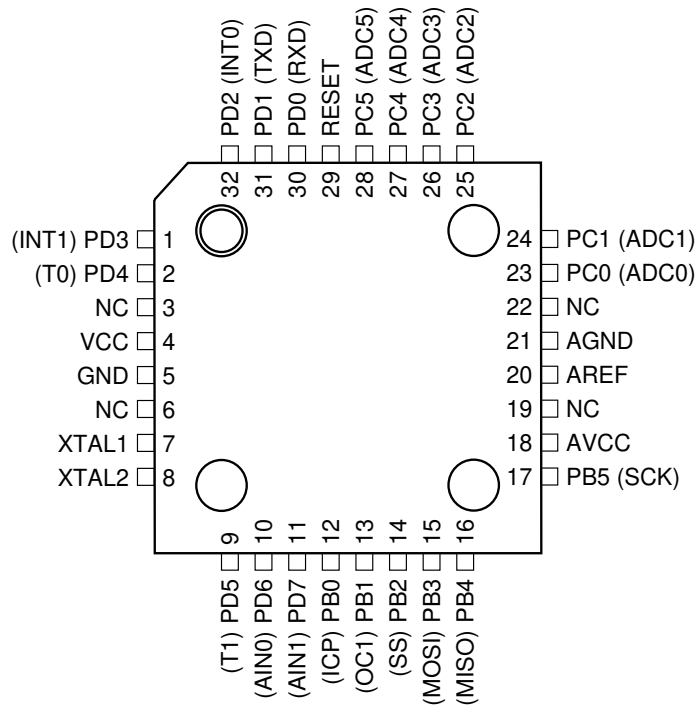 PD2 (INT0)
PD1 (TXD)
PD0 (RXD)
RESET
PC5 (ADC5)
PC4 (ADC4)
PC3 (ADC3)
PC2 (ADC2)
32
31
30
29
28
27
26
25
(INT1) PD3 1
(T0) PD4 2
NC 3
VCC 4
GND 5
NC 6
XTAL1 7
XTAL2 8
24 PC1 (ADC1)
23 PC0 (ADC0)
22 NC
21 AGND
20 AREF
19 NC
18 AVCC
17 PB5 (SCK)
9
10
11
12
13
14
15
16
(T1) PD5
(AIN0) PD6
(AIN1) PD7
(ICP) PB0
(OC1) PB1
(SS) PB2
(MOSI) PB3
(MISO) PB4